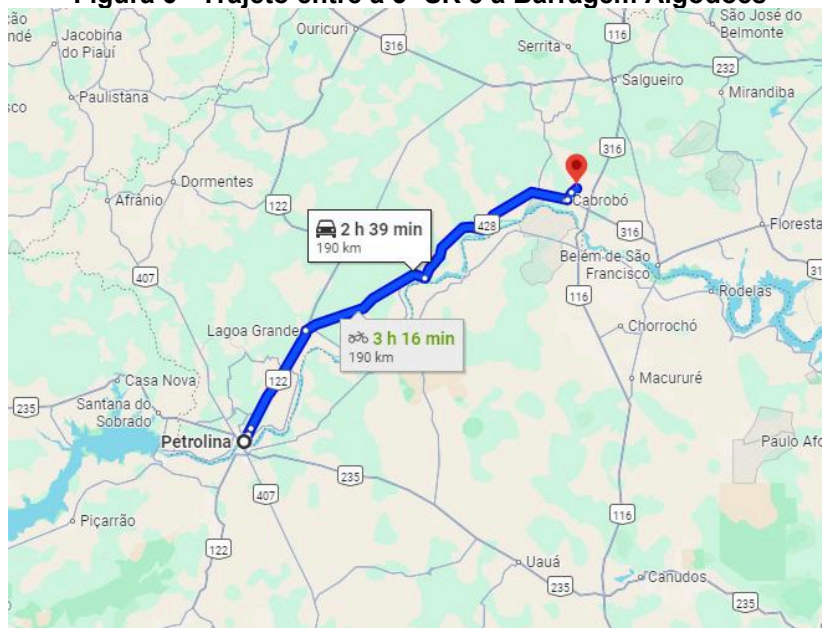 São José do
Belmonte
Ouricuri
116
Jacobina
do Piauí
316
Serrita
232
Salgueiro
Paulistana
Mirandiba
316
Dormentes
122
Afrânio
Cabrobó
2 h 39 min
190 km
428
316
Floresta
Belém de São
Francisco
407
116
Rodelas
Lagoa Grande
3 h 16 min
190 km
Chorrochó
122
Casa Nova
Macururé
235
Santana do
Sobrado
Petrolina
Paulo Afo
235
407
Piçarrão
116
122
Uauá
235
Canudos
235